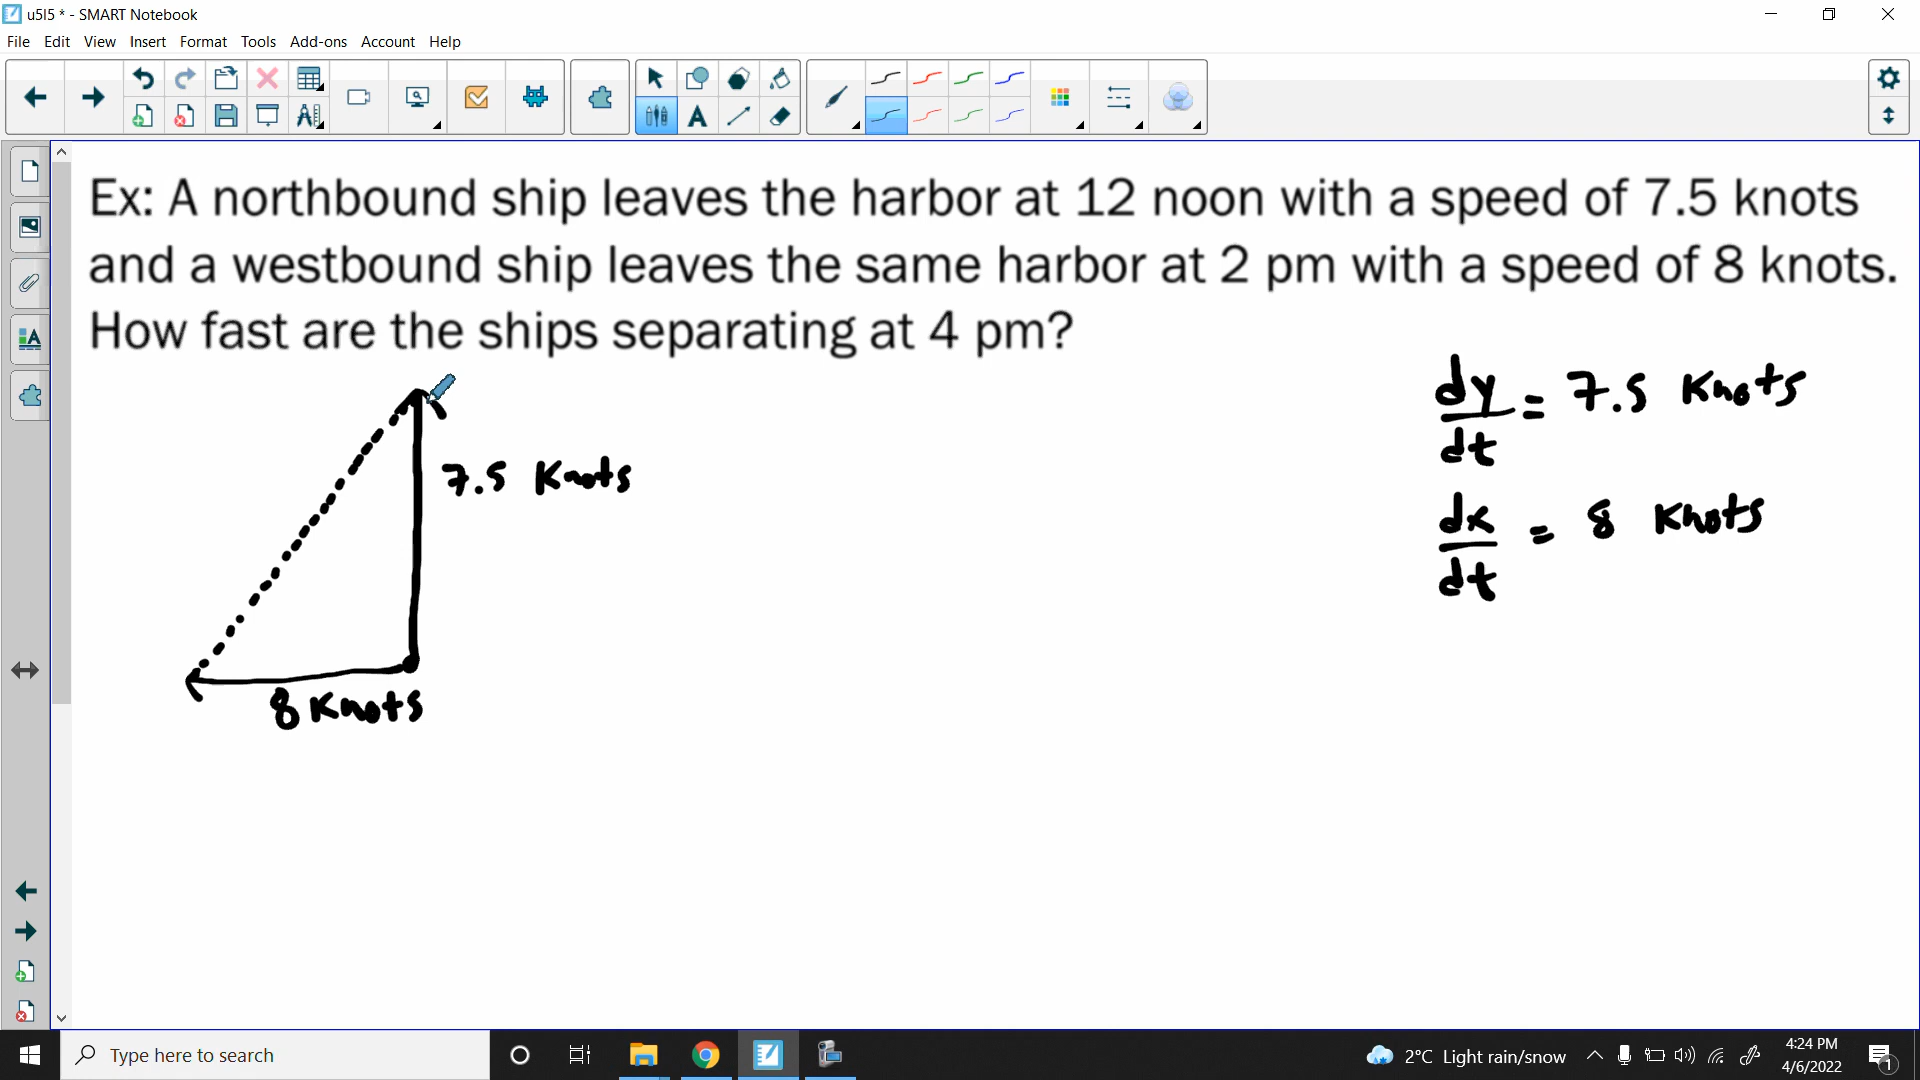 u5l5 * - SMART Notebook
File Edit View Insert Format Tools Add-ons Account Help
Ex: A northbound ship leaves the harbor at 12 noon with a speed of 7.5 knots
and a westbound ship leaves the same harbor at 2 pm with a speed of 8 knots.
How fast are the ships separating at 4 pm?
dy/dt = 7.5 Knots
7.5 Knots
dx/dt = 8 Knots
8 Knots
Type here to search
2°C Light rain/snow
4:24 PM
4/6/2022
1